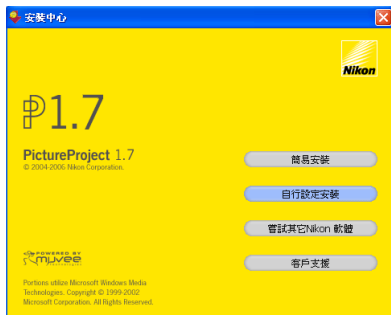 安裝中心
Nikon
P1.7
PictureProject 1.7
© 2004-2006 Nikon Corporation.
簡易安裝
自行設定安裝
嘗試其它Nikon 軟體
客戶支援
POWERED BY
muvee
technologies
Portions utilize Microsoft Windows Media
Technologies. Copyright © 1999-2002
Microsoft Corporation. All Rights Reserved.